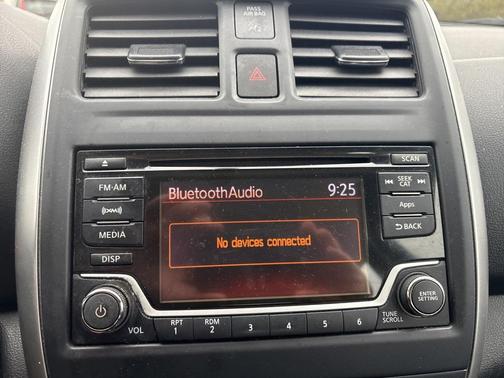 PASS
AIR BAG
SCAN
FM·AM
BluetoothAudio 9:25
SEEK
CAT
((XM))
Apps
MEDIA
No devices connected
BACK
DISP
ENTER
SETTING
VOL
RPT
1
RDM
2
3
4
5
6
TUNE
SCROLL